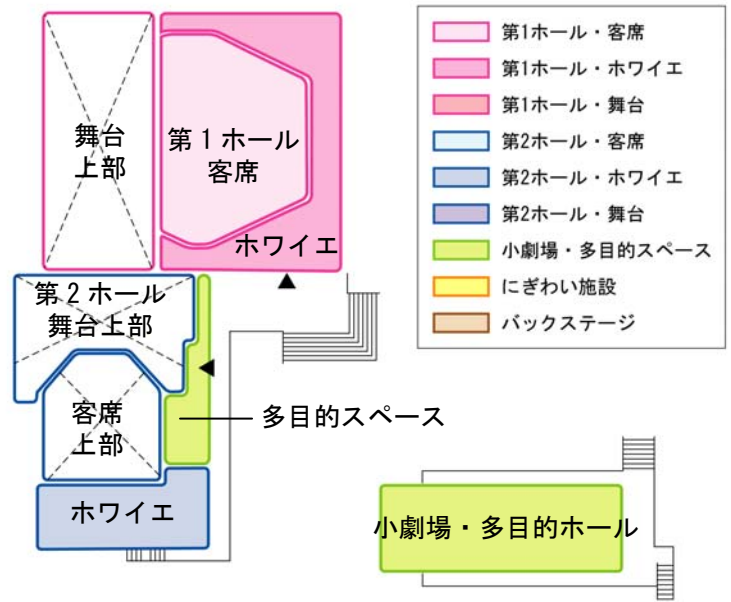 舞台
上部
第1ホール
客席
ホワイエ
第2ホール
舞台上部
客席
上部
多目的スペース
ホワイエ
小劇場・多目的ホール
第1ホール・客席
第1ホール・ホワイエ
第1ホール・舞台
第2ホール・客席
第2ホール・ホワイエ
第2ホール・舞台
小劇場・多目的スペース
にぎわい施設
バックステージ